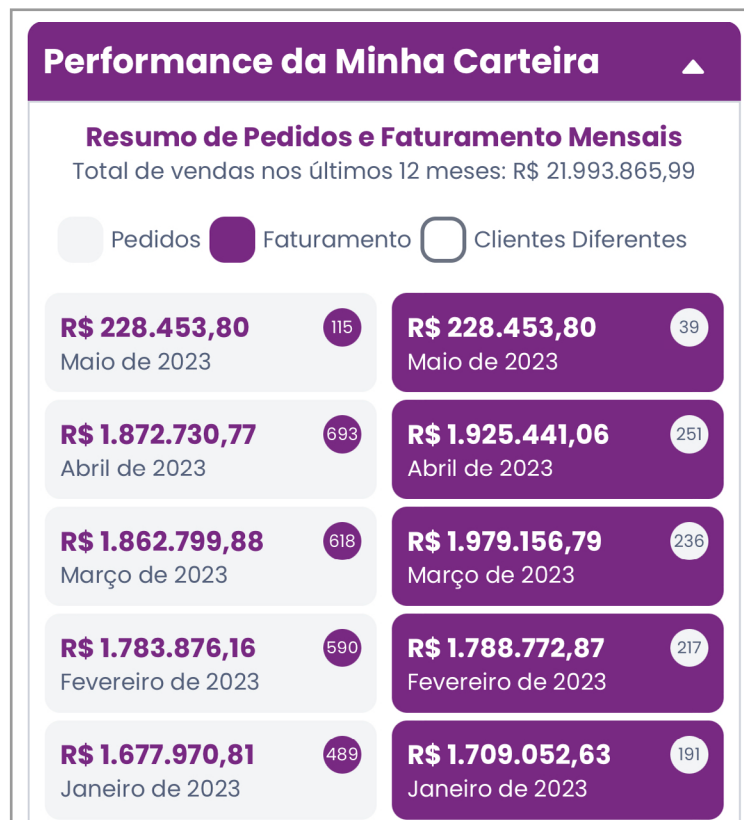 Performance da Minha Carteira
Resumo de Pedidos e Faturamento Mensais
Total de vendas nos últimos 12 meses: R$ 21.993.865,99
Pedidos Faturamento Clientes Diferentes
R$ 228.453,80 115 R$ 228.453,80 39
Maio de 2023 Maio de 2023
R$ 1.872.730,77 693 R$ 1.925.441,06 251
Abril de 2023 Abril de 2023
R$ 1.862.799,88 618 R$ 1.979.156,79 236
Março de 2023 Março de 2023
R$ 1.783.876,16 590 R$ 1.788.772,87 217
Fevereiro de 2023 Fevereiro de 2023
R$ 1.677.970,81 489 R$ 1.709.052,63 191
Janeiro de 2023 Janeiro de 2023